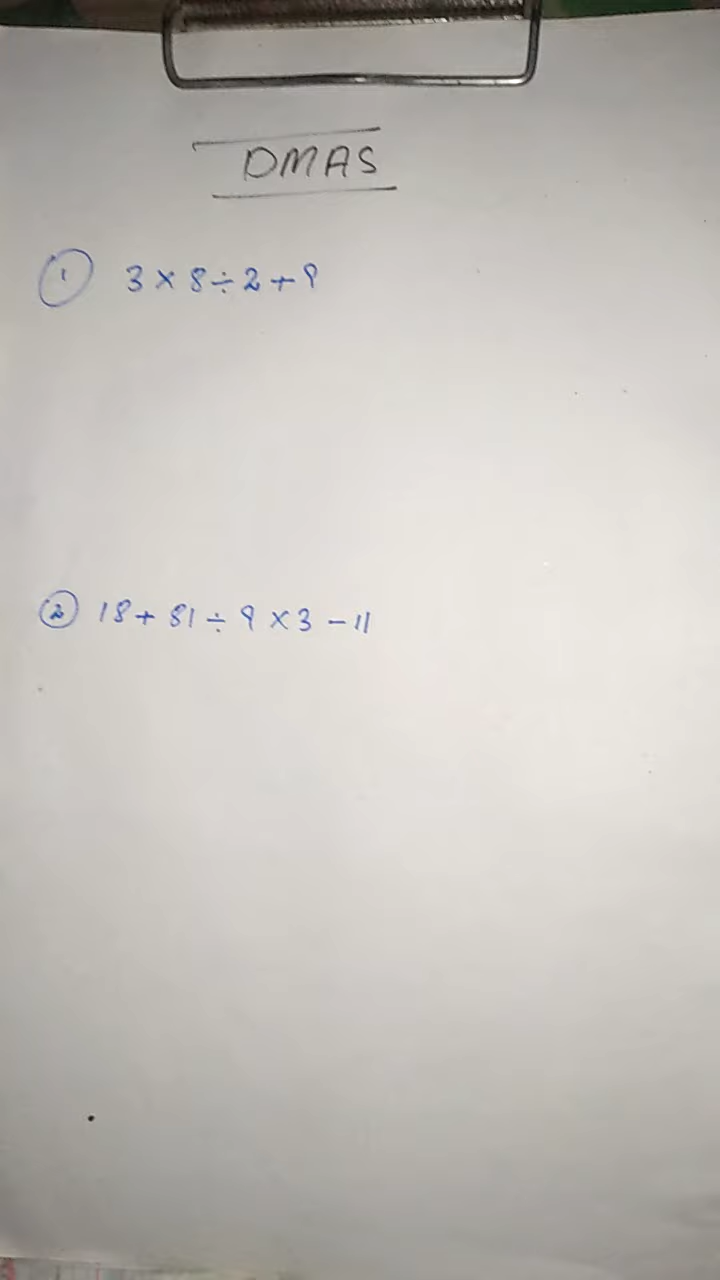 DMAS
① 3 × 8 ÷ 2 + 9
② 18 + 81 ÷ 9 × 3 - 11